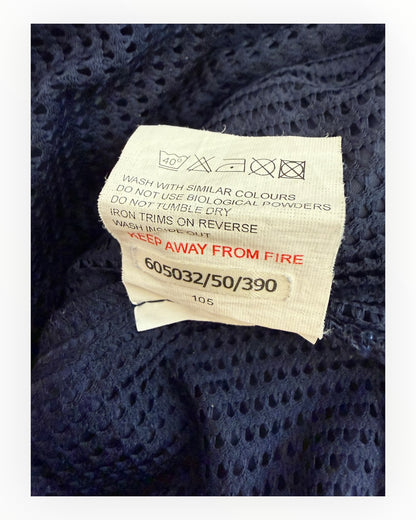 40°
WASH WITH SIMILAR COLOURS
DO NOT USE BIOLOGICAL POWDERS
DO NOT TUMBLE DRY
IRON TRIMS ON REVERSE
WASH INSIDE OUT
KEEP AWAY FROM FIRE
605032/50/390
105